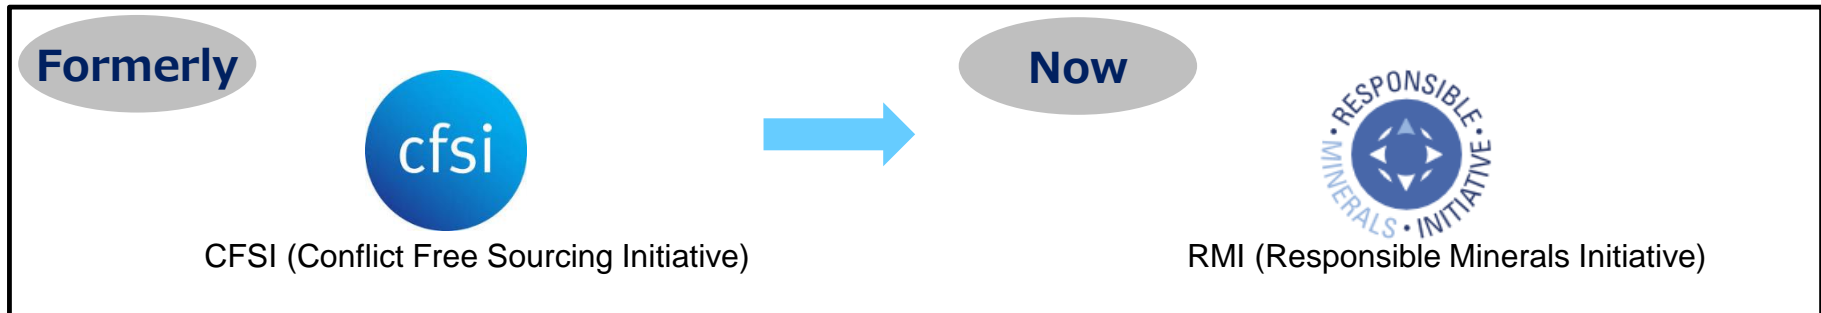 Formerly
Now
cfsi
RESPONSIBLE • MINERALS • INITIATIVE •
CFSI (Conflict Free Sourcing Initiative)
RMI (Responsible Minerals Initiative)